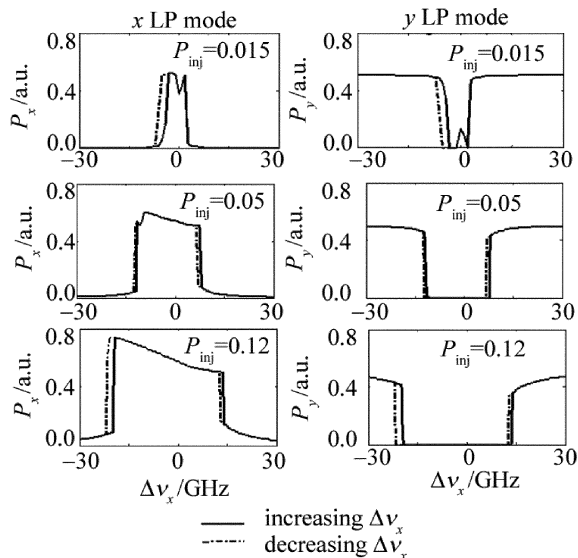 x LP mode
y LP mode
0.8
0.4
0.0
P_x/a.u.
P_inj=0.015
−30 0 30
0.8
0.4
0.0
P_y/a.u.
P_inj=0.015
−30 0 30
0.8
0.4
0.0
P_x/a.u.
P_inj=0.05
−30 0 30
0.8
0.4
0.0
P_y/a.u.
P_inj=0.05
−30 0 30
0.8
0.4
0.0
P_x/a.u.
P_inj=0.12
−30 0 30
Δν_x/GHz
0.8
0.4
0.0
P_y/a.u.
P_inj=0.12
−30 0 30
Δν_x/GHz
increasing Δν_x
decreasing Δν_x